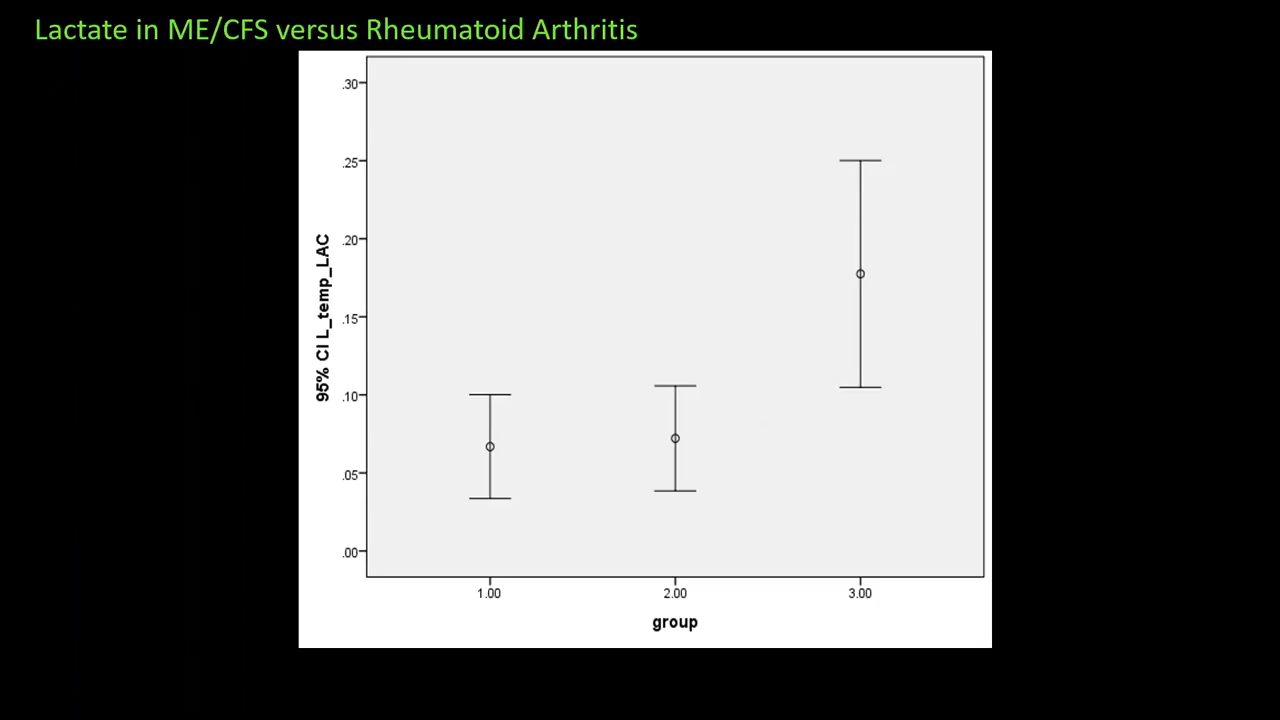 Lactate in ME/CFS versus Rheumatoid Arthritis
.30
.25
.20
.15
.10
.05
.00
95% CI L_temp_LAC
1.00 2.00 3.00
group